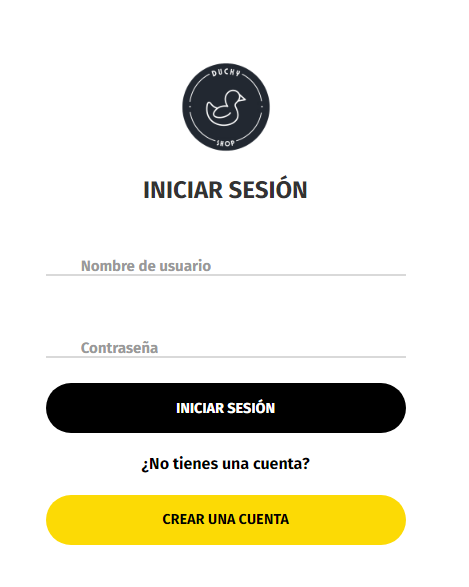 DUCHY
SHOP
INICIAR SESIÓN
Nombre de usuario
Contraseña
INICIAR SESIÓN
¿No tienes una cuenta?
CREAR UNA CUENTA